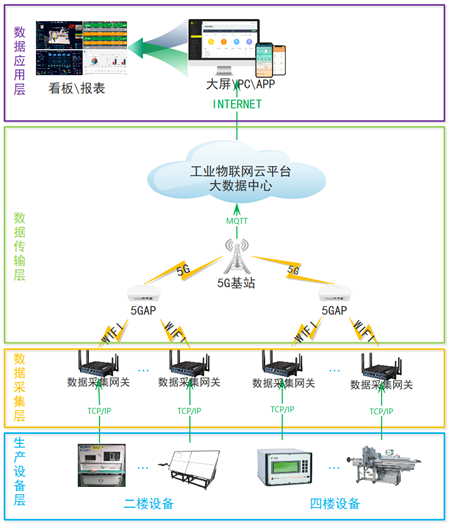 数据应用层
看板\报表
大屏\PC\APP
INTERNET
数据传输层
工业物联网云平台
大数据中心
MQTT
5G
5G
5G基站
5GAP
5GAP
WIFI
WIFI
WIFI
WIFI
数据采集层
...
...
数据采集网关
数据采集网关
数据采集网关
数据采集网关
TCP/IP
TCP/IP
TCP/IP
TCP/IP
生产设备层
...
...
二楼设备
四楼设备